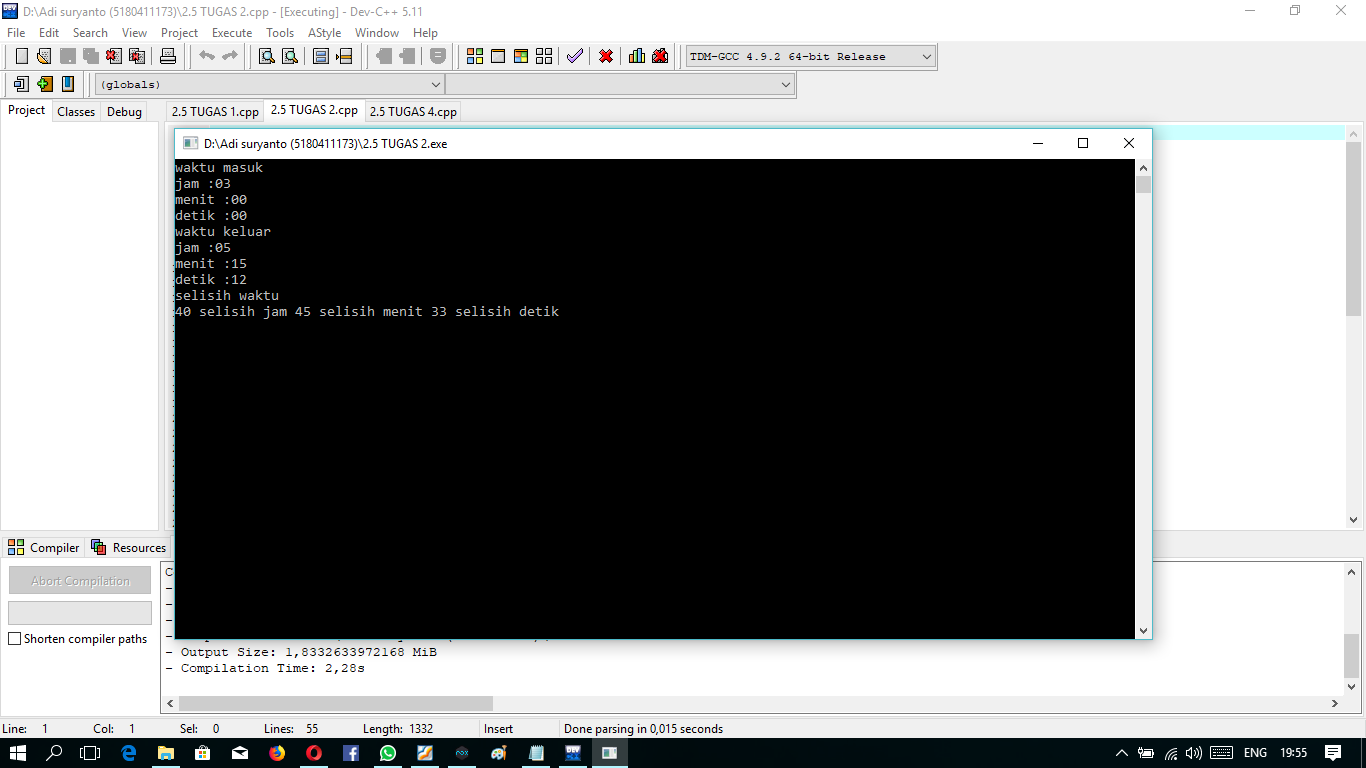 D:\Adi suryanto (5180411173)\2.5 TUGAS 2.cpp - [Executing] - Dev-C++ 5.11
File Edit Search View Project Execute Tools AStyle Window Help
TDM-GCC 4.9.2 64-bit Release
(globals)
Project Classes Debug 2.5 TUGAS 1.cpp 2.5 TUGAS 2.cpp 2.5 TUGAS 4.cpp
D:\Adi suryanto (5180411173)\2.5 TUGAS 2.exe
waktu masuk
jam :03
menit :00
detik :00
waktu keluar
jam :05
menit :15
detik :12
selisih waktu
40 selisih jam 45 selisih menit 33 selisih detik
Compiler Resources
Abort Compilation
Shorten compiler paths
- Output Size: 1,8332633972168 MiB
- Compilation Time: 2,28s
Line: 1 Col: 1 Sel: 0 Lines: 55 Length: 1332 Insert Done parsing in 0,015 seconds
ENG 19:55